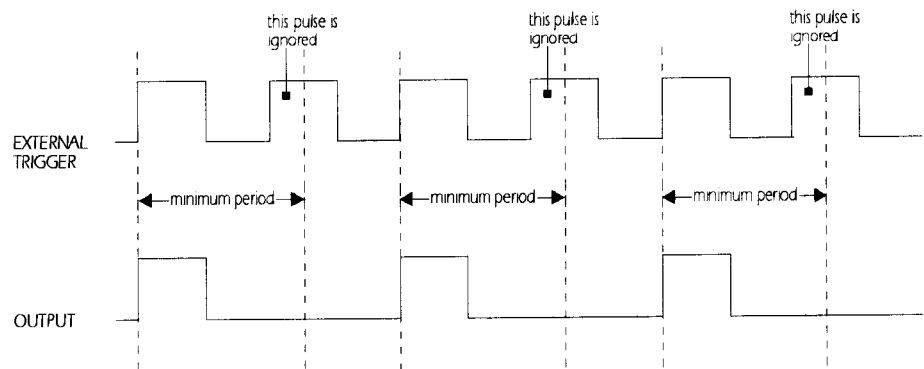 this pulse is
ignored
this pulse is
ignored
this pulse is
ignored
EXTERNAL
TRIGGER
minimum period
minimum period
minimum period
OUTPUT